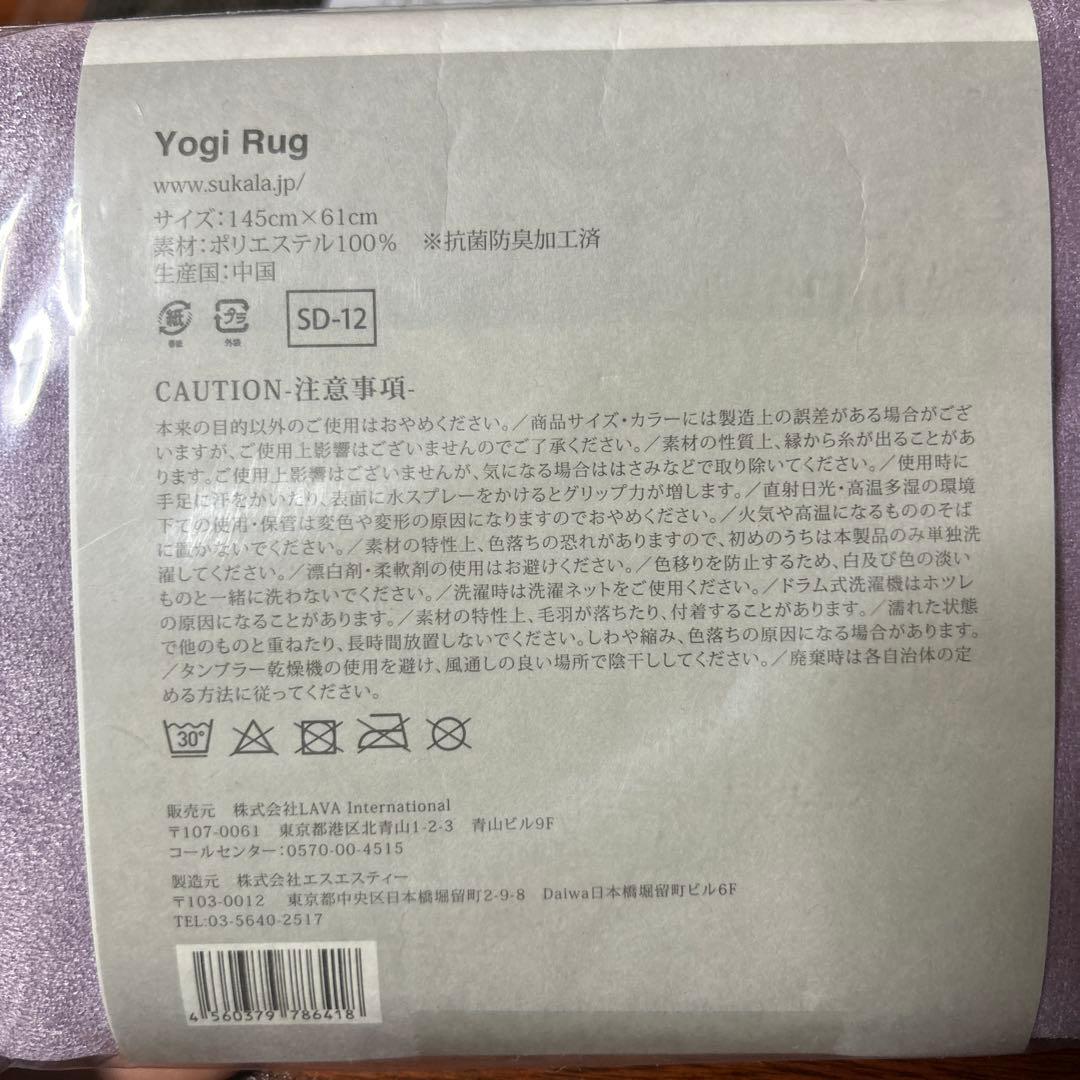 Yogi Rug
www.sukala.jp/
サイズ：145cm×61cm
素材：ポリエステル100%　※抗菌防臭加工済
生産国：中国
紙 プラ SD-12
巻紙 外袋
CAUTION-注意事項-
本来の目的以外のご使用はおやめください。／商品サイズ・カラーには製造上の誤差がある場合がござ
いますが、ご使用上影響はございませんのでご了承ください。／素材の性質上、縁から糸が出ることがあ
ります。ご使用上影響はございませんが、気になる場合ははさみなどで取り除いてください。／使用時に
手足に汗をかいたり、表面に水スプレーをかけるとグリップ力が増します。／直射日光・高温多湿の環境
下での使用・保管は変色や変形の原因になりますのでおやめください。／火気や高温になるもののそば
に置かないでください。／素材の特性上、色落ちの恐れがありますので、初めのうちは本製品のみ単独洗
濯してください。／漂白剤・柔軟剤の使用はお避けください。／色移りを防止するため、白及び色の淡い
ものと一緒に洗わないでください。／洗濯時は洗濯ネットをご使用ください。／ドラム式洗濯機はホツレ
の原因になることがあります。／素材の特性上、毛羽が落ちたり、付着することがあります。／濡れた状態
で他のものと重ねたり、長時間放置しないでください。しわや縮み、色落ちの原因になる場合があります。
／タンブラー乾燥機の使用を避け、風通しの良い場所で陰干ししてください。／廃棄時は各自治体の定
める方法に従ってください。
30°
販売元　株式会社LAVA International
〒107-0061　東京都港区北青山1-2-3　青山ビル9F
コールセンター：0570-00-4515
製造元　株式会社エスエスティー
〒103-0012　東京都中央区日本橋堀留町2-9-8　Daiwa日本橋堀留町ビル6F
TEL:03-5640-2517
4 560379 786418